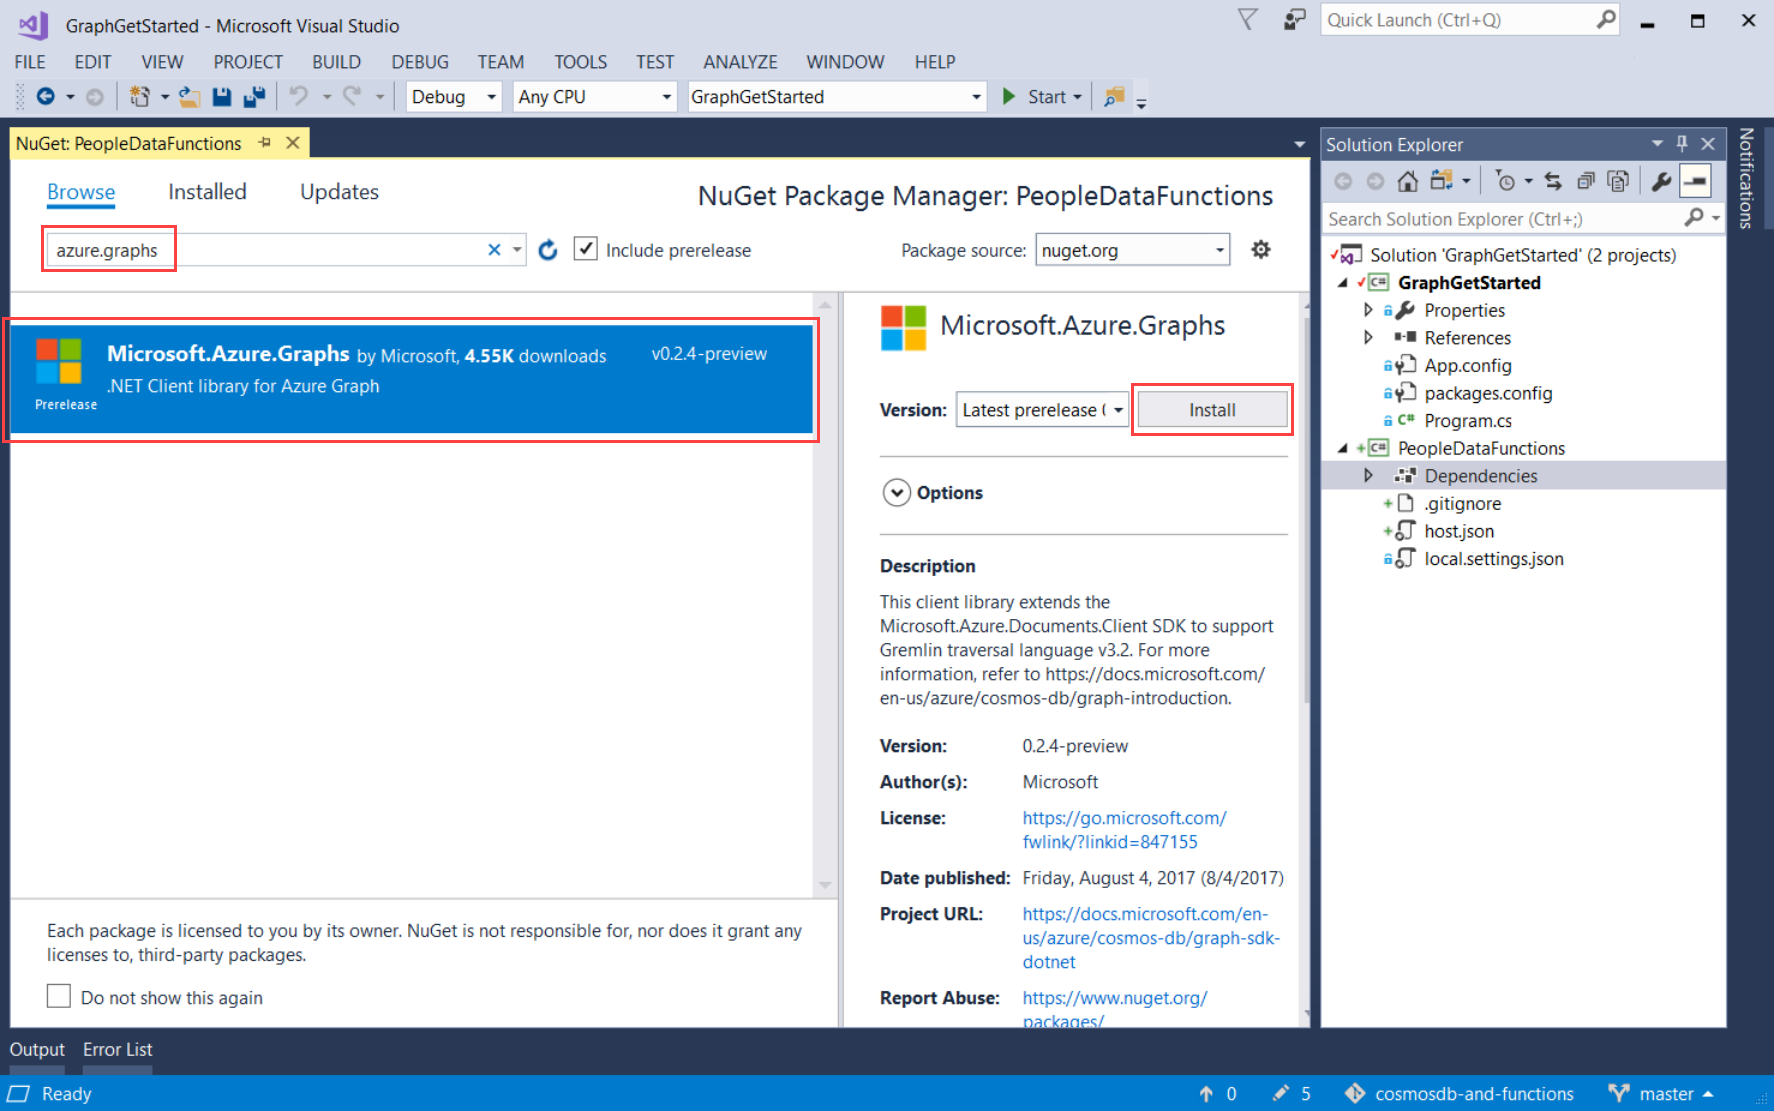 GraphGetStarted - Microsoft Visual Studio
Quick Launch (Ctrl+Q)
FILE EDIT VIEW PROJECT BUILD DEBUG TEAM TOOLS TEST ANALYZE WINDOW HELP
Debug Any CPU GraphGetStarted Start
NuGet: PeopleDataFunctions
Browse Installed Updates
NuGet Package Manager: PeopleDataFunctions
azure.graphs
Include prerelease
Package source: nuget.org
Microsoft.Azure.Graphs by Microsoft, 4.55K downloads v0.2.4-preview
.NET Client library for Azure Graph
Prerelease
Each package is licensed to you by its owner. NuGet is not responsible for, nor does it grant any
licenses to, third-party packages.
Do not show this again
Microsoft.Azure.Graphs
Version: Latest prerelease ( Install
Options
Description
This client library extends the
Microsoft.Azure.Documents.Client SDK to support
Gremlin traversal language v3.2. For more
information, refer to https://docs.microsoft.com/
en-us/azure/cosmos-db/graph-introduction.
Version: 0.2.4-preview
Author(s): Microsoft
License: https://go.microsoft.com/
fwlink/?linkid=847155
Date published: Friday, August 4, 2017 (8/4/2017)
Project URL: https://docs.microsoft.com/en-
us/azure/cosmos-db/graph-sdk-
dotnet
Report Abuse: https://www.nuget.org/
packages/
Solution Explorer
Search Solution Explorer (Ctrl+;)
Solution 'GraphGetStarted' (2 projects)
C# GraphGetStarted
Properties
References
App.config
packages.config
C# Program.cs
C# PeopleDataFunctions
Dependencies
.gitignore
host.json
local.settings.json
Notifications
Output Error List
Ready
0 5 cosmosdb-and-functions master